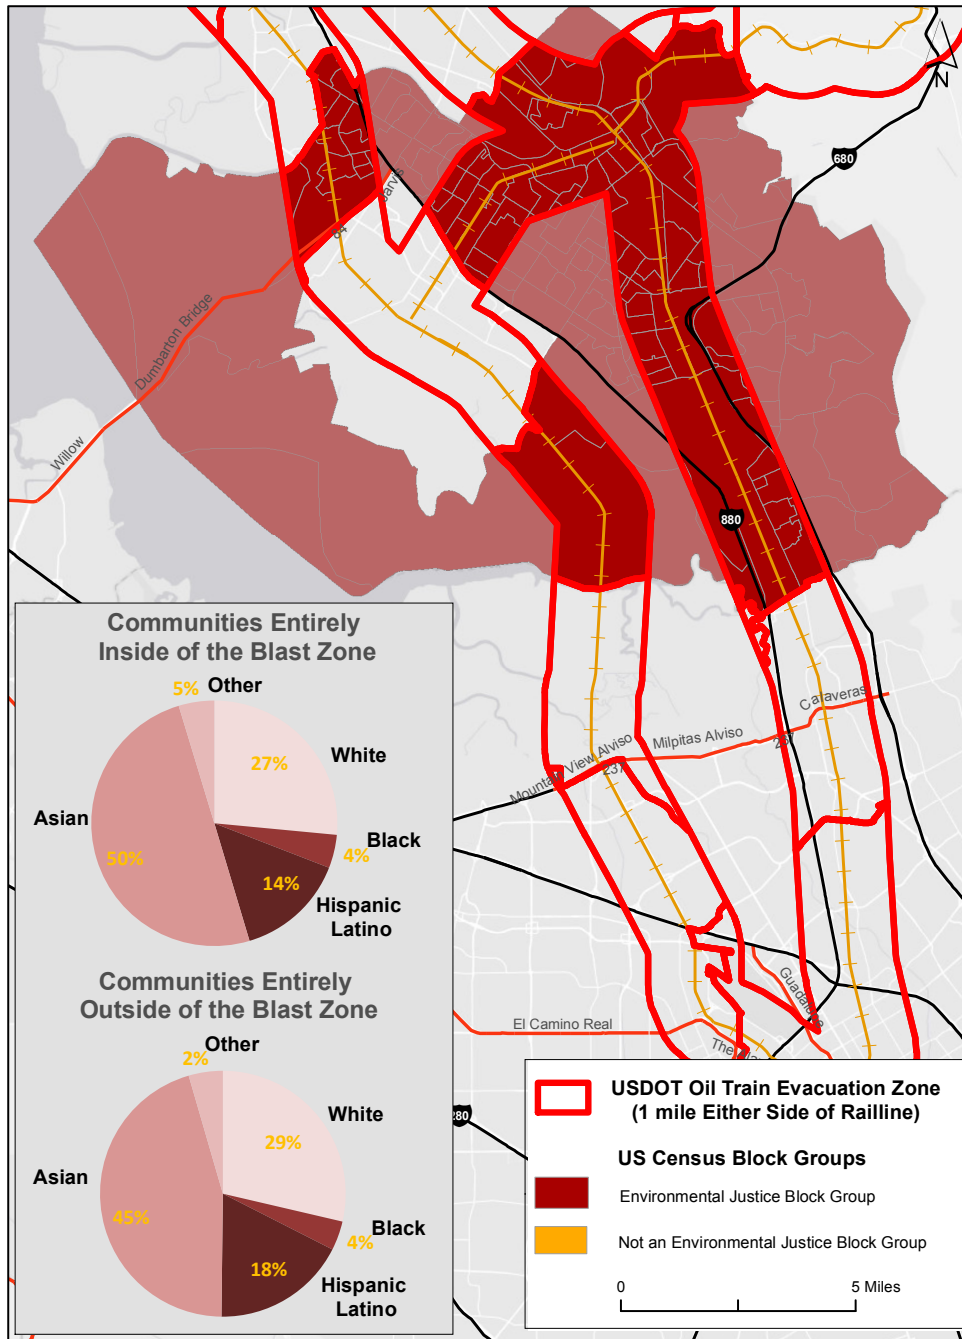 N
680
Jarvis
84
Dumbarton Bridge
Willow
880
Calaveras
Milpitas Alviso
237
Mountain View Alviso
237
Guadalupe
El Camino Real
280
Communities Entirely
Inside of the Blast Zone
5%
Other
27%
White
Asian
50%
Black
4%
14%
Hispanic
Latino
Communities Entirely
Outside of the Blast Zone
Other
2%
White
29%
Asian
45%
Black
4%
18%
Hispanic
Latino
USDOT Oil Train Evacuation Zone
(1 mile Either Side of Railline)
US Census Block Groups
Environmental Justice Block Group
Not an Environmental Justice Block Group
0
5 Miles